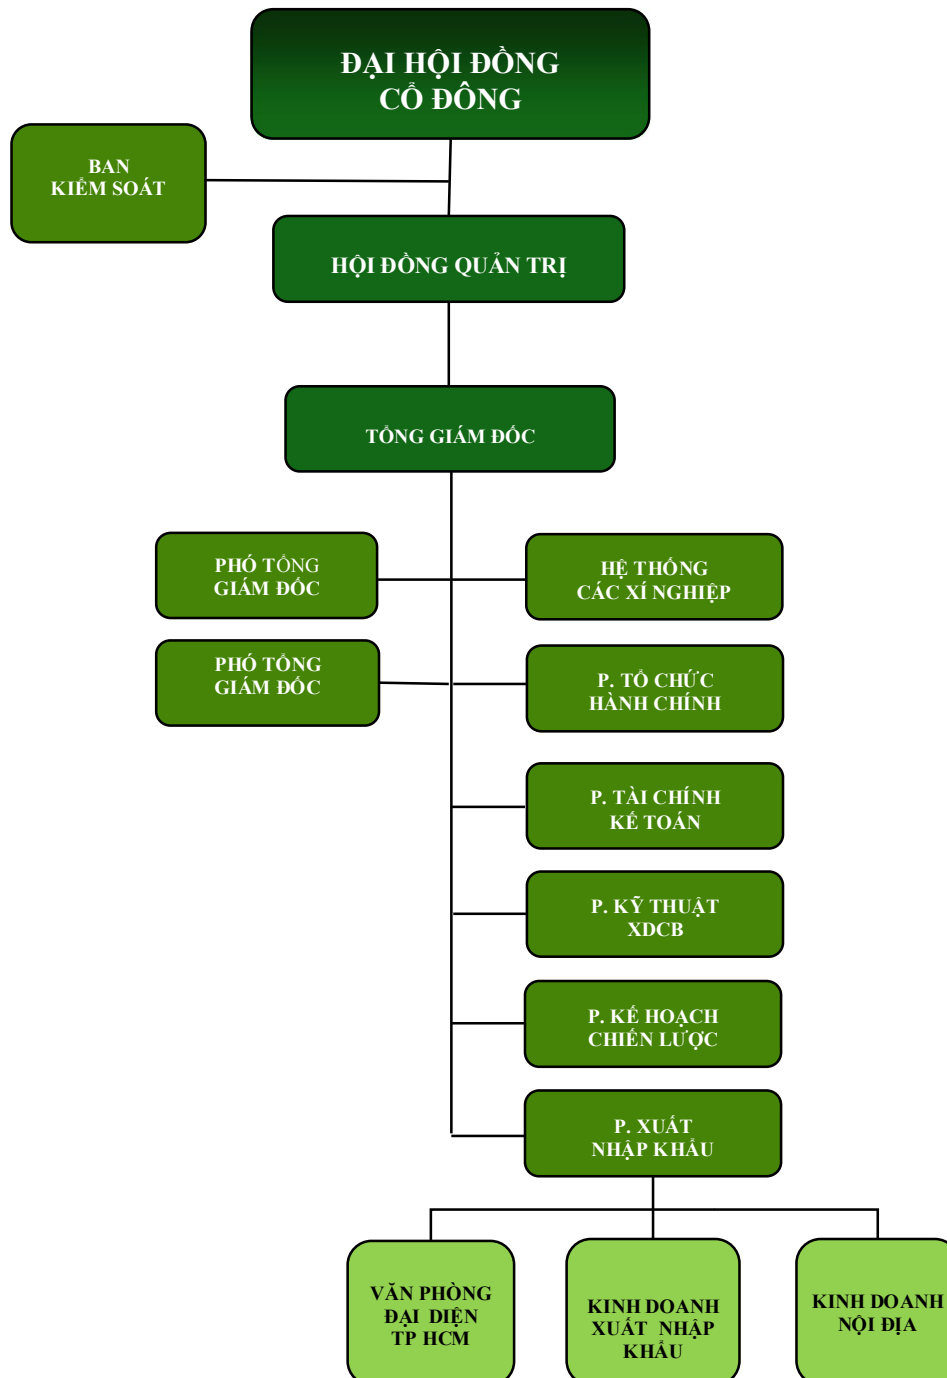 ĐẠI HỘI ĐỒNG
CỔ ĐÔNG
BAN
KIỂM SOÁT
HỘI ĐỒNG QUẢN TRỊ
TỔNG GIÁM ĐỐC
PHÓ TỔNG
GIÁM ĐỐC
HỆ THỐNG
CÁC XÍ NGHIỆP
PHÓ TỔNG
GIÁM ĐỐC
P. TỔ CHỨC
HÀNH CHÍNH
P. TÀI CHÍNH
KẾ TOÁN
P. KỸ THUẬT
XDCB
P. KẾ HOẠCH
CHIẾN LƯỢC
P. XUẤT
NHẬP KHẨU
VĂN PHÒNG
ĐẠI DIỆN
TP HCM
KINH DOANH
XUẤT NHẬP
KHẨU
KINH DOANH
NỘI ĐỊA